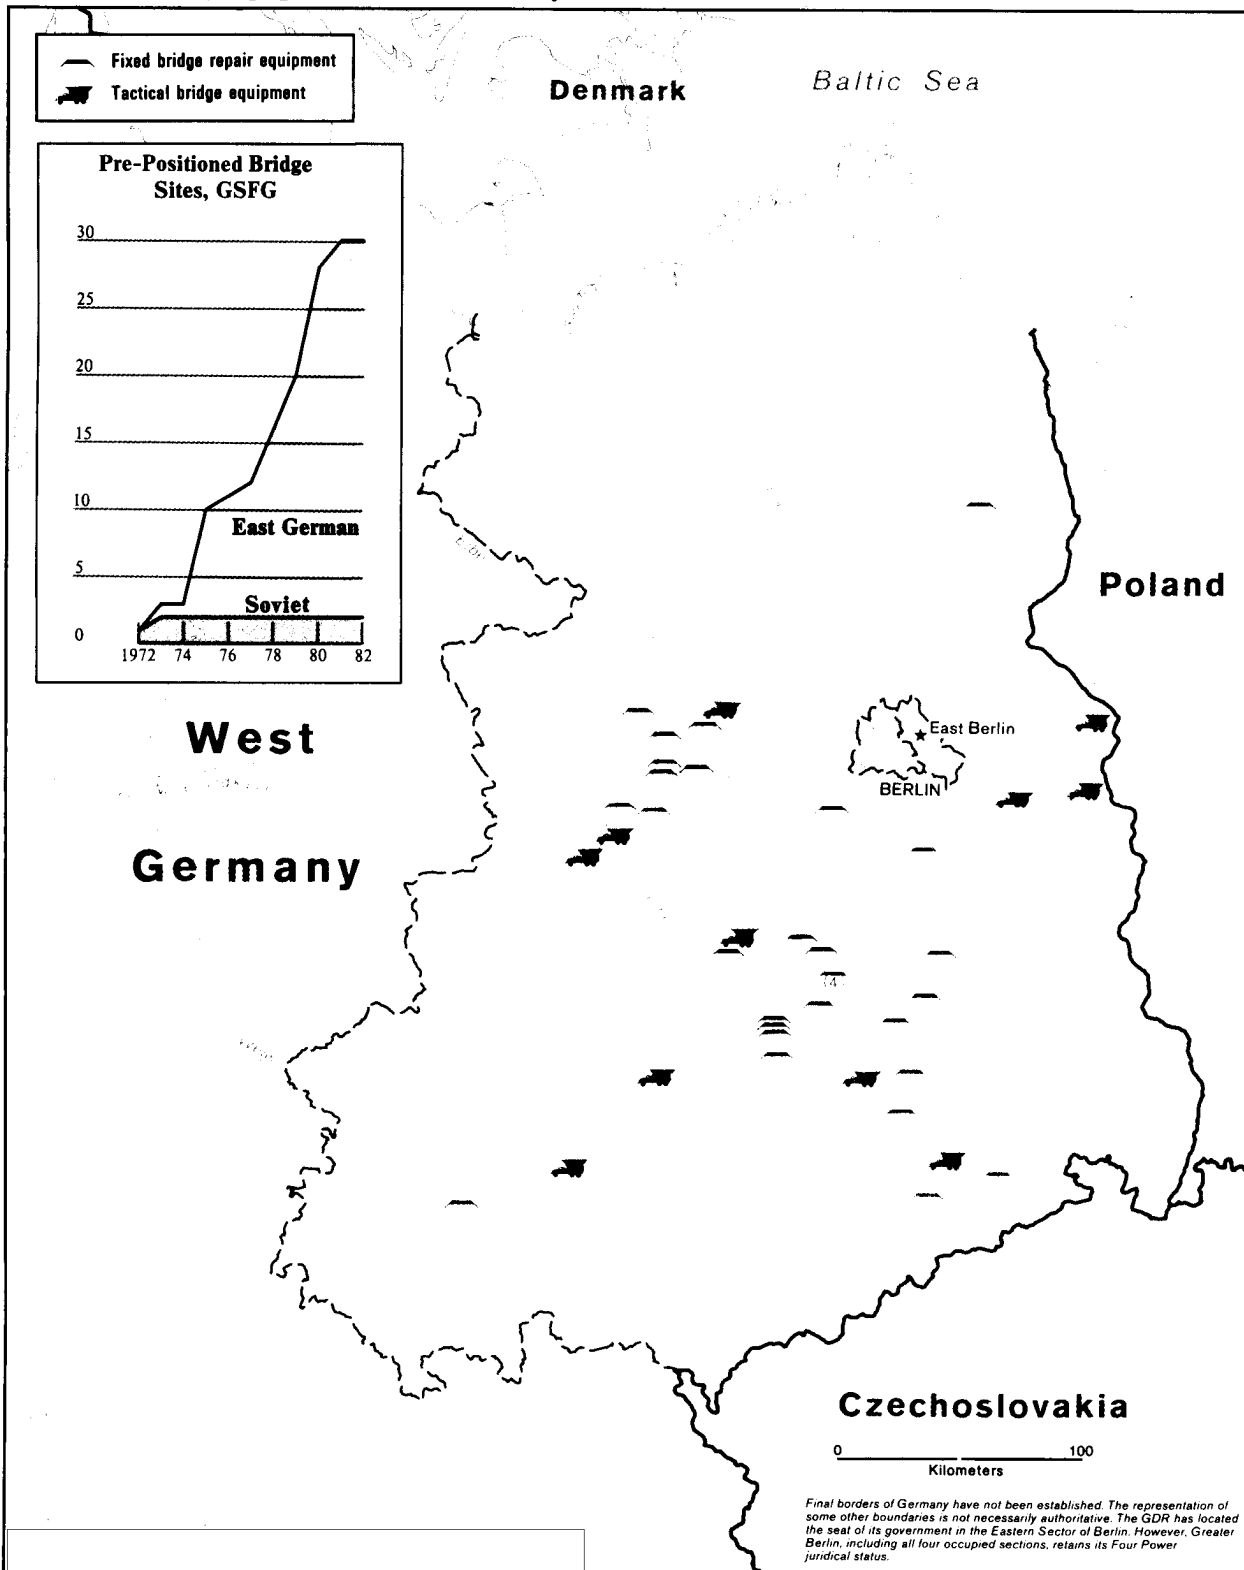 Fixed bridge repair equipment
Tactical bridge equipment
Denmark
Baltic Sea
Pre-Positioned Bridge
Sites, GSFG
30
25
20
15
10
East German
5
Soviet
0
1972 74 76 78 80 82
Poland
West
Germany
East Berlin
BERLIN
Czechoslovakia
0 100
Kilometers
Final borders of Germany have not been established. The representation of
some other boundaries is not necessarily authoritative. The GDR has located
the seat of its government in the Eastern Sector of Berlin. However, Greater
Berlin, including all four occupied sections, retains its Four Power
juridical status.